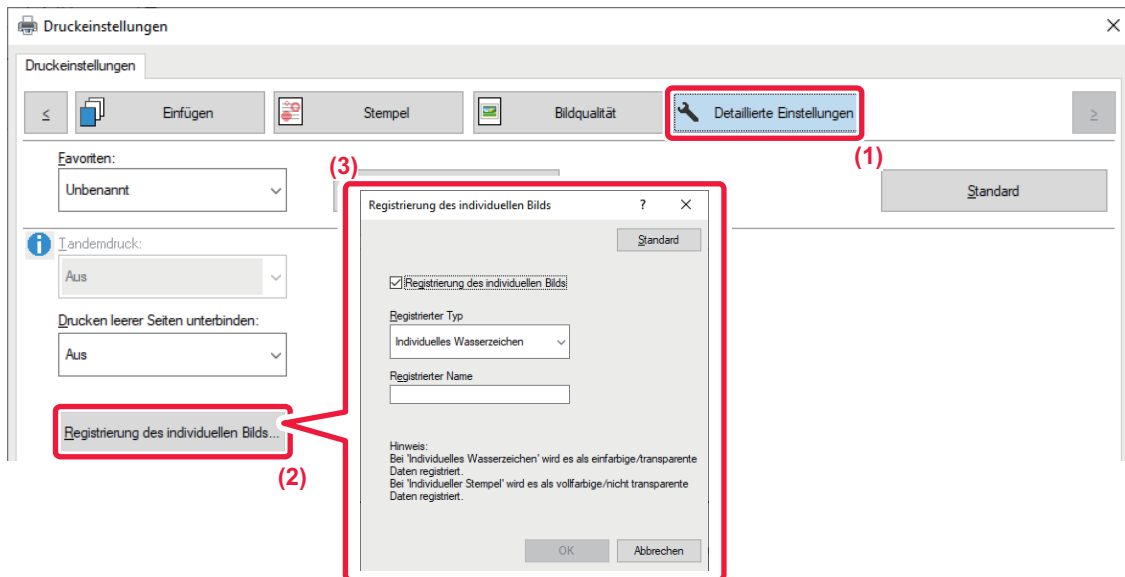 Druckeinstellungen
Druckeinstellungen
≤ Einfügen Stempel Bildqualität Detaillierte Einstellungen ≥
(1)
Favoriten:
Unbenannt
Standard
(3)
Registrierung des individuellen Bilds ? ×
Standard
Registrierung des individuellen Bilds
Registrierter Typ
Individuelles Wasserzeichen
Registrierter Name
Hinweis:
Bei 'Individuelles Wasserzeichen' wird es als einfarbige/transparente
Daten registriert.
Bei 'Individueller Stempel' wird es als vollfarbige/nicht transparente
Daten registriert.
OK Abbrechen
Tandemdruck:
Aus
Drucken leerer Seiten unterbinden:
Aus
Registrierung des individuellen Bilds...
(2)